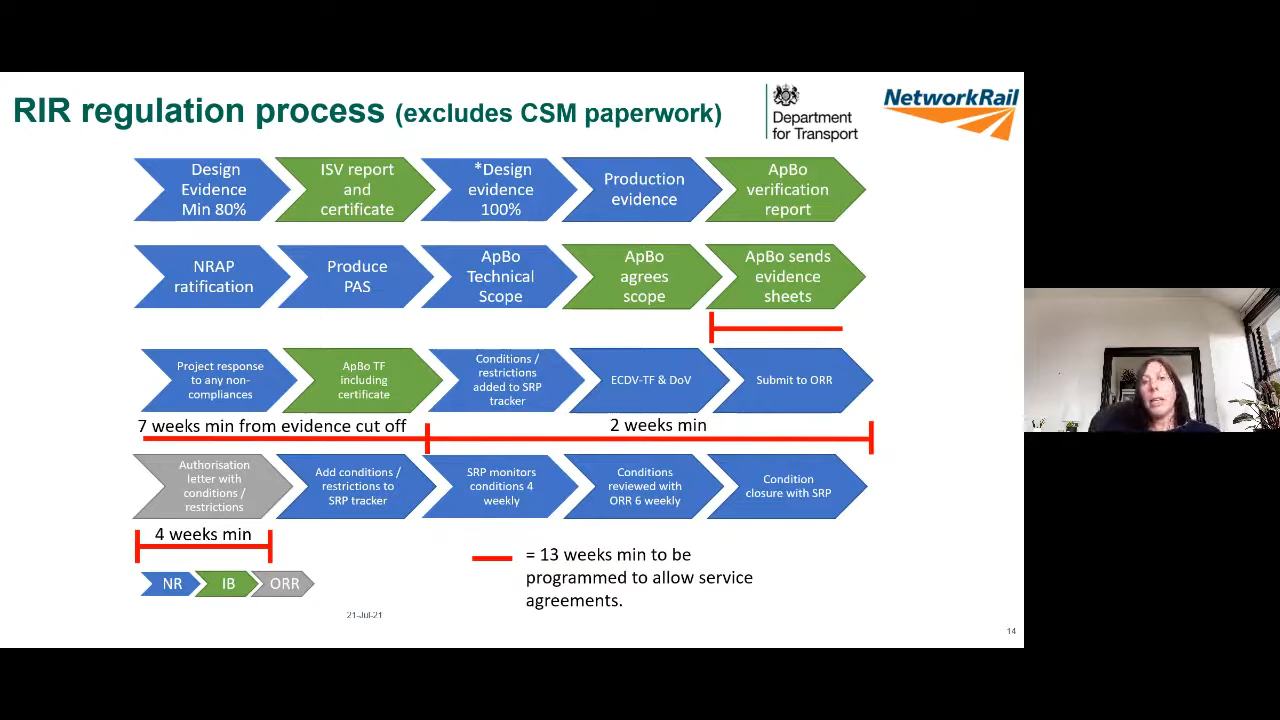 RIR regulation process (excludes CSM paperwork)
Department
for Transport
NetworkRail
Design
Evidence
Min 80%
ISV report
and
certificate
*Design
evidence
100%
Production
evidence
ApBo
verification
report
NRAP
ratification
Produce
PAS
ApBo
Technical
Scope
ApBo
agrees
scope
ApBo sends
evidence
sheets
Project response
to any non-
compliances
ApBo TF
including
certificate
Conditions /
restrictions
added to SRP
tracker
ECDV-TF & DoV
Submit to ORR
7 weeks min from evidence cut off
2 weeks min
Authorisation
letter with
conditions /
restrictions
Add conditions /
restrictions to
SRP tracker
SRP monitors
conditions 4
weekly
Conditions
reviewed with
ORR 6 weekly
Condition
closure with SRP
4 weeks min
= 13 weeks min to be
programmed to allow service
agreements.
NR
IB
ORR
21-Jul-21
14